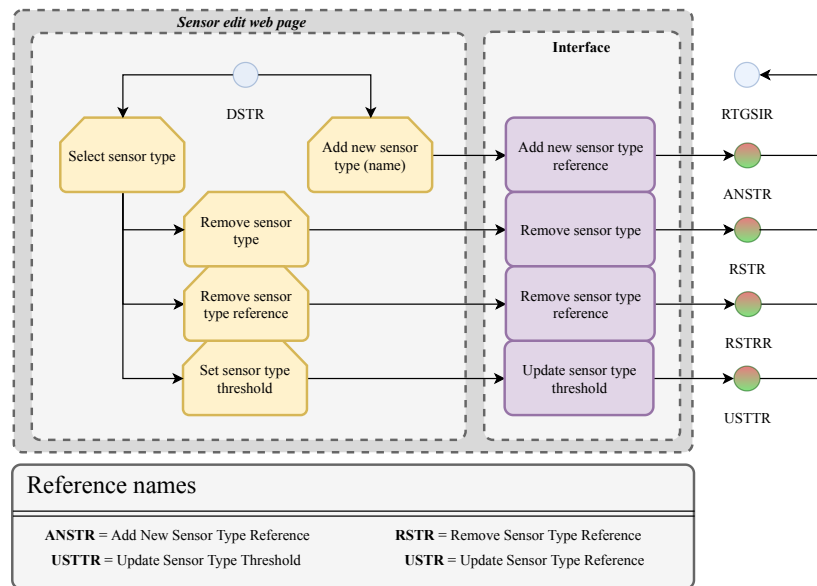 Sensor edit web page
Interface
DSTR
RTGSIR
Select sensor type
Add new sensor
type (name)
Add new sensor type
reference
ANSTR
Remove sensor
type
Remove sensor type
RSTR
Remove sensor
type reference
Remove sensor type
reference
RSTRR
Set sensor type
threshold
Update sensor type
threshold
USTTR
Reference names
ANSTR = Add New Sensor Type Reference
RSTR = Remove Sensor Type Reference
USTTR = Update Sensor Type Threshold
USTR = Update Sensor Type Reference